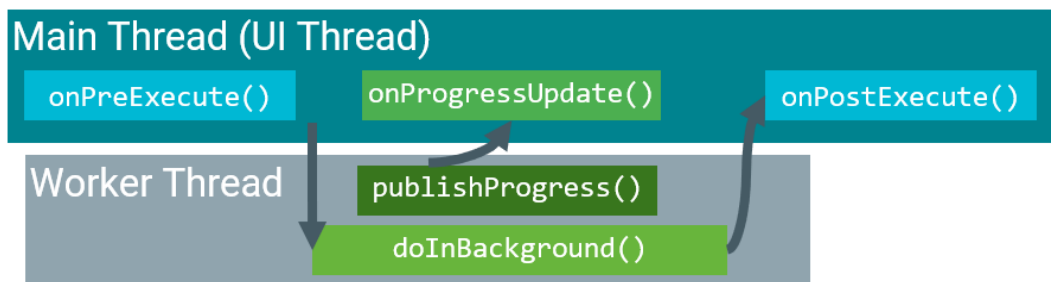 Main Thread (UI Thread)
onPreExecute()
onProgressUpdate()
onPostExecute()
Worker Thread
publishProgress()
doInBackground()